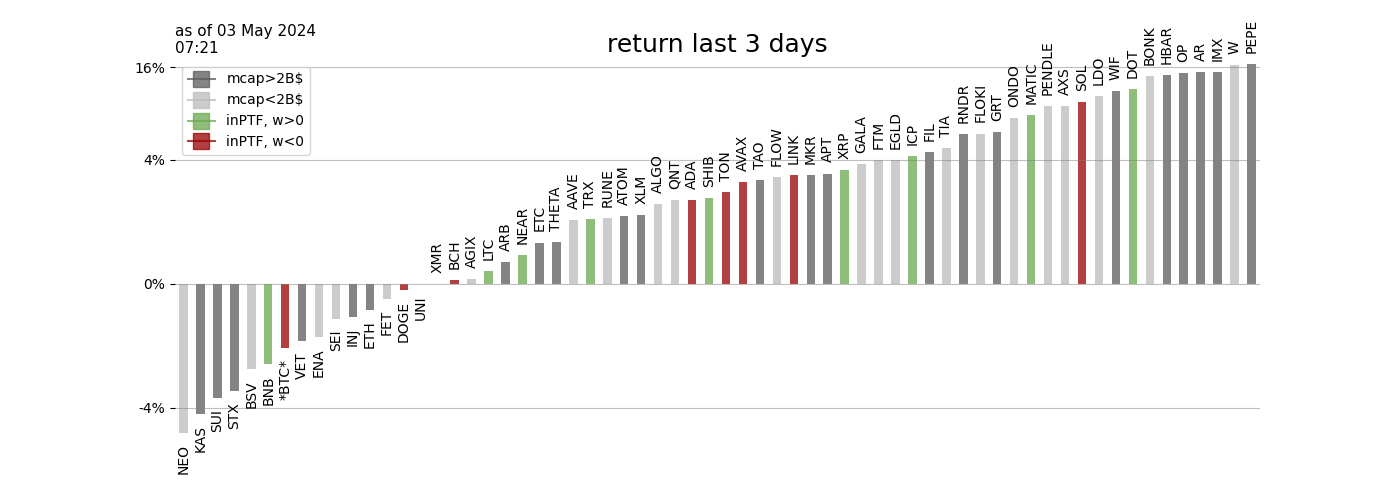 as of 03 May 2024
07:21
return last 3 days
mcap>2B$
mcap<2B$
inPTF, w>0
inPTF, w<0
16%
4%
0%
-4%
NEO
KAS
SUI
STX
BSV
BNB
*BTC*
VET
ENA
SEI
INJ
ETH
FET
DOGE
UNI
XMR
BCH
AGIX
LTC
ARB
NEAR
ETC
THETA
AAVE
TRX
RUNE
ATOM
XLM
ALGO
QNT
ADA
SHIB
TON
AVAX
TAO
FLOW
LINK
MKR
APT
XRP
GALA
FTM
EGLD
ICP
FIL
TIA
RNDR
FLOKI
GRT
ONDO
MATIC
PENDLE
AXS
SOL
LDO
WIF
DOT
BONK
HBAR
OP
AR
IMX
W
PEPE